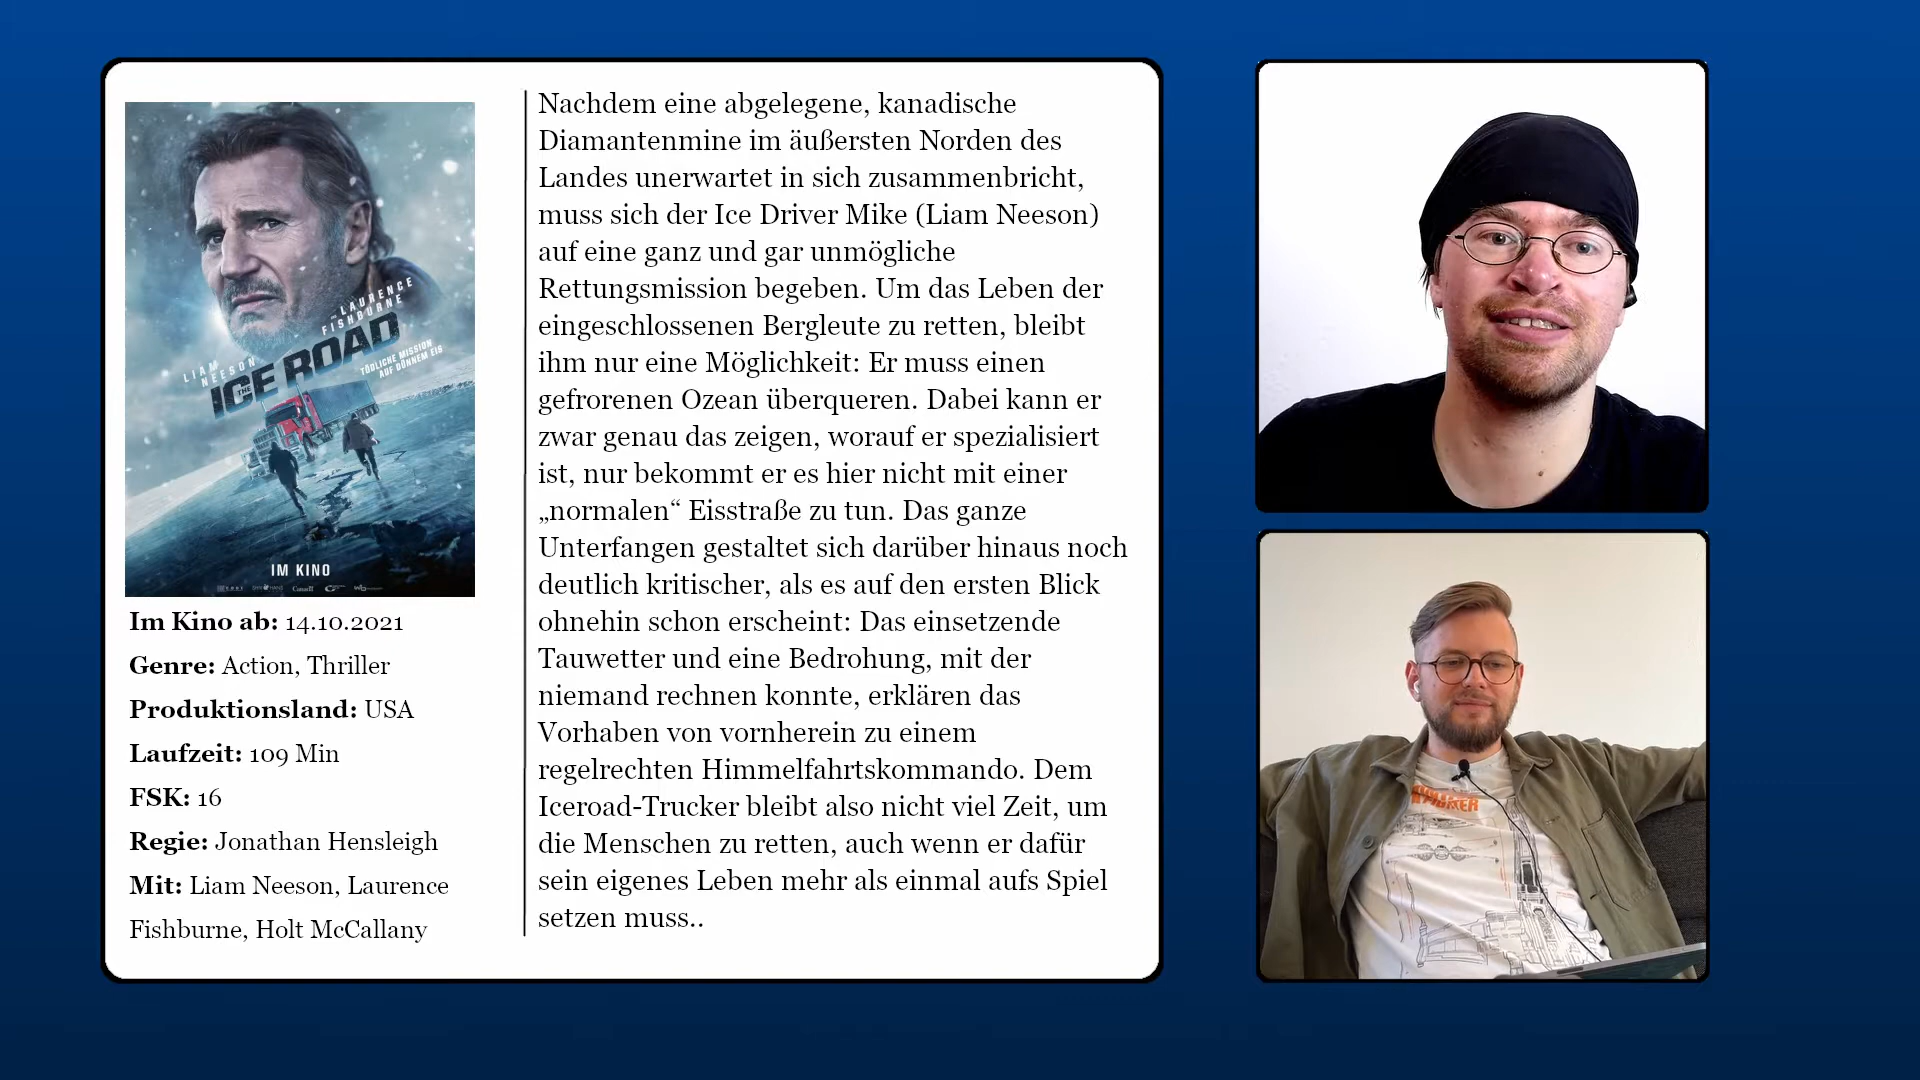 LAURENCE
FISHBURNE
LIAM
NEESON
THE
ICE ROAD
TÖDLICHE MISSION
AUF DÜNNEM EIS
IM KINO
Im Kino ab: 14.10.2021
Genre: Action, Thriller
Produktionsland: USA
Laufzeit: 109 Min
FSK: 16
Regie: Jonathan Hensleigh
Mit: Liam Neeson, Laurence
Fishburne, Holt McCallany
Nachdem eine abgelegene, kanadische
Diamantenmine im äußersten Norden des
Landes unerwartet in sich zusammenbricht,
muss sich der Ice Driver Mike (Liam Neeson)
auf eine ganz und gar unmögliche
Rettungsmission begeben. Um das Leben der
eingeschlossenen Bergleute zu retten, bleibt
ihm nur eine Möglichkeit: Er muss einen
gefrorenen Ozean überqueren. Dabei kann er
zwar genau das zeigen, worauf er spezialisiert
ist, nur bekommt er es hier nicht mit einer
„normalen“ Eisstraße zu tun. Das ganze
Unterfangen gestaltet sich darüber hinaus noch
deutlich kritischer, als es auf den ersten Blick
ohnehin schon erscheint: Das einsetzende
Tauwetter und eine Bedrohung, mit der
niemand rechnen konnte, erklären das
Vorhaben von vornherein zu einem
regelrechten Himmelfahrtskommando. Dem
Iceroad-Trucker bleibt also nicht viel Zeit, um
die Menschen zu retten, auch wenn er dafür
sein eigenes Leben mehr als einmal aufs Spiel
setzen muss..